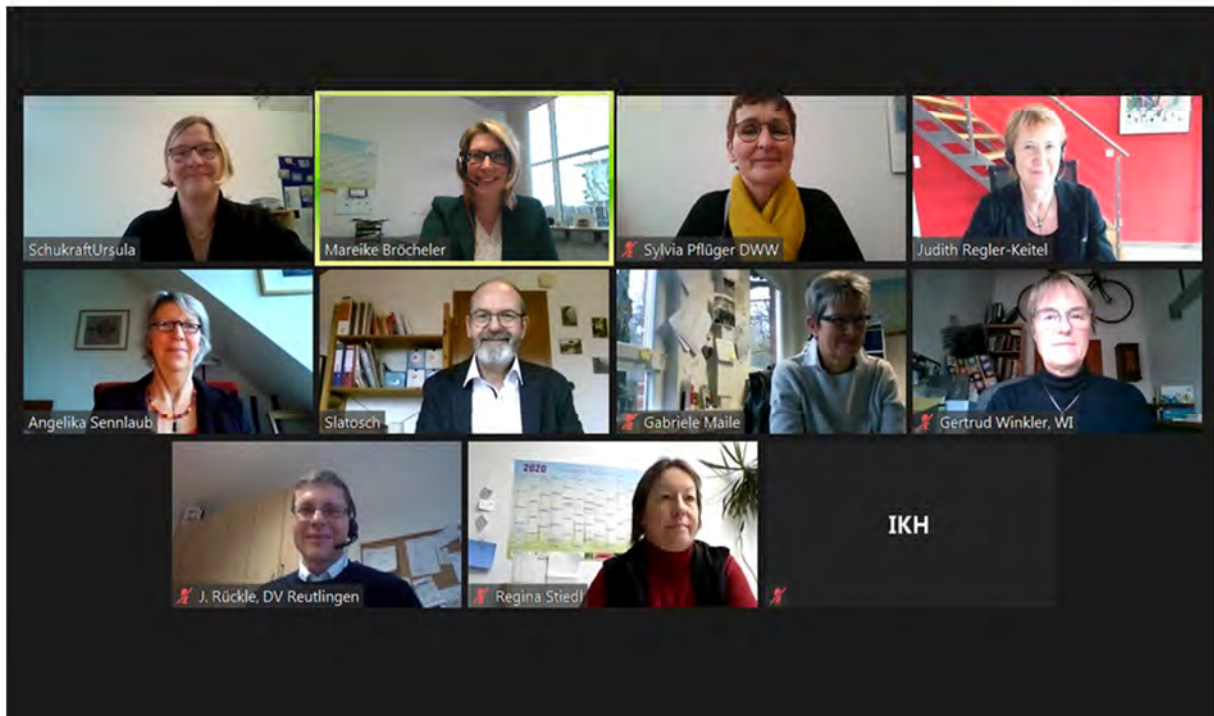 SchukraftUrsula
Mareike Bröcheler
Sylvia Pflüger DWW
Judith Regler-Keitel
Angelika Sennlaub
Slatosch
Gabriele Maile
Gertrud Winkler, WI
J. Rückle, DV Reutlingen
2020
Regina Stiedl
IKH